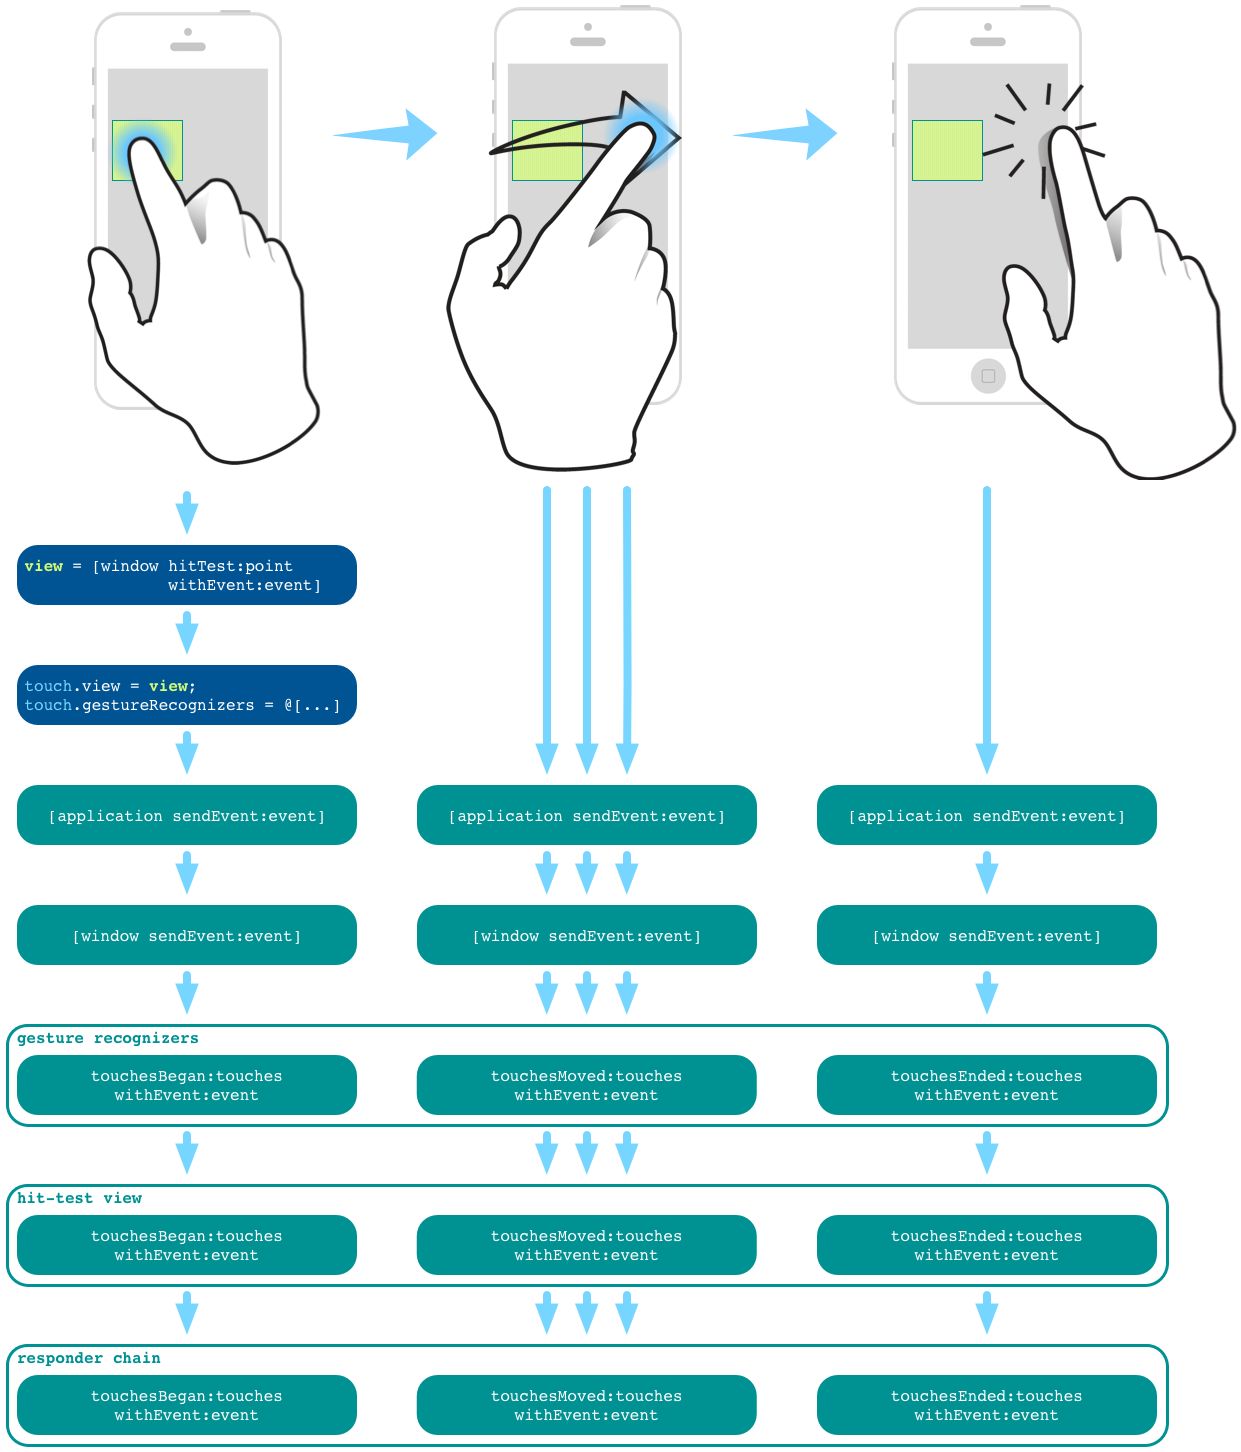 view = [window hitTest:point
withEvent:event]
touch.view = view;
touch.gestureRecognizers = @[...]
[application sendEvent:event]
[application sendEvent:event]
[application sendEvent:event]
[window sendEvent:event]
[window sendEvent:event]
[window sendEvent:event]
gesture recognizers
touchesBegan:touches
withEvent:event
touchesMoved:touches
withEvent:event
touchesEnded:touches
withEvent:event
hit-test view
touchesBegan:touches
withEvent:event
touchesMoved:touches
withEvent:event
touchesEnded:touches
withEvent:event
responder chain
touchesBegan:touches
withEvent:event
touchesMoved:touches
withEvent:event
touchesEnded:touches
withEvent:event